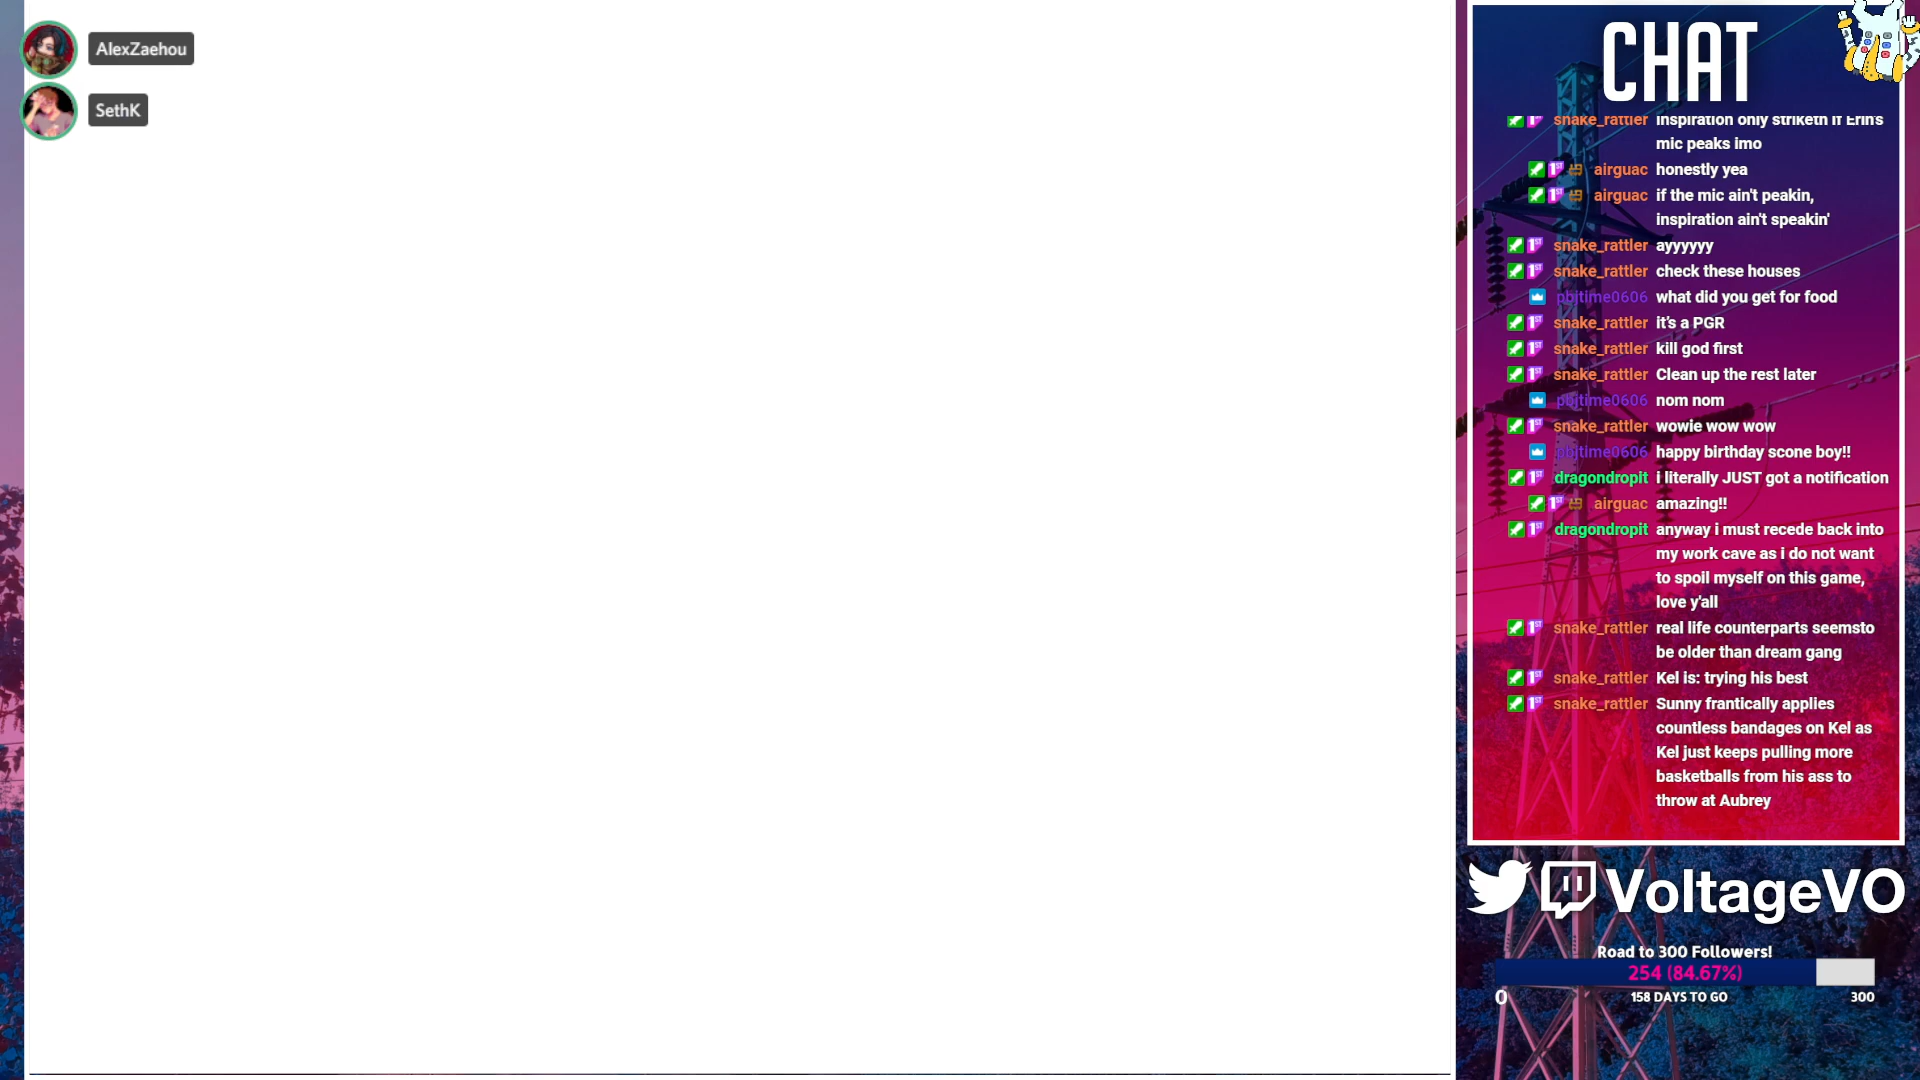 AlexZaehou
SethK
CHAT
snake_rattler inspiration only striketh if Erin's
mic peaks imo
airguac honestly yea
airguac if the mic ain't peakin,
inspiration ain't speakin'
snake_rattler ayyyyyy
snake_rattler check these houses
pbjtime0606 what did you get for food
snake_rattler it's a PGR
snake_rattler kill god first
snake_rattler Clean up the rest later
pbjtime0606 nom nom
snake_rattler wowie wow wow
pbjtime0606 happy birthday scone boy!!
dragondropit i literally JUST got a notification
airguac amazing!!
dragondropit anyway i must recede back into
my work cave as i do not want
to spoil myself on this game,
love y'all
snake_rattler real life counterparts seemsto
be older than dream gang
snake_rattler Kel is: trying his best
snake_rattler Sunny frantically applies
countless bandages on Kel as
Kel just keeps pulling more
basketballs from his ass to
throw at Aubrey
VoltageVO
Road to 300 Followers!
254 (84.67%)
0 158 DAYS TO GO 300